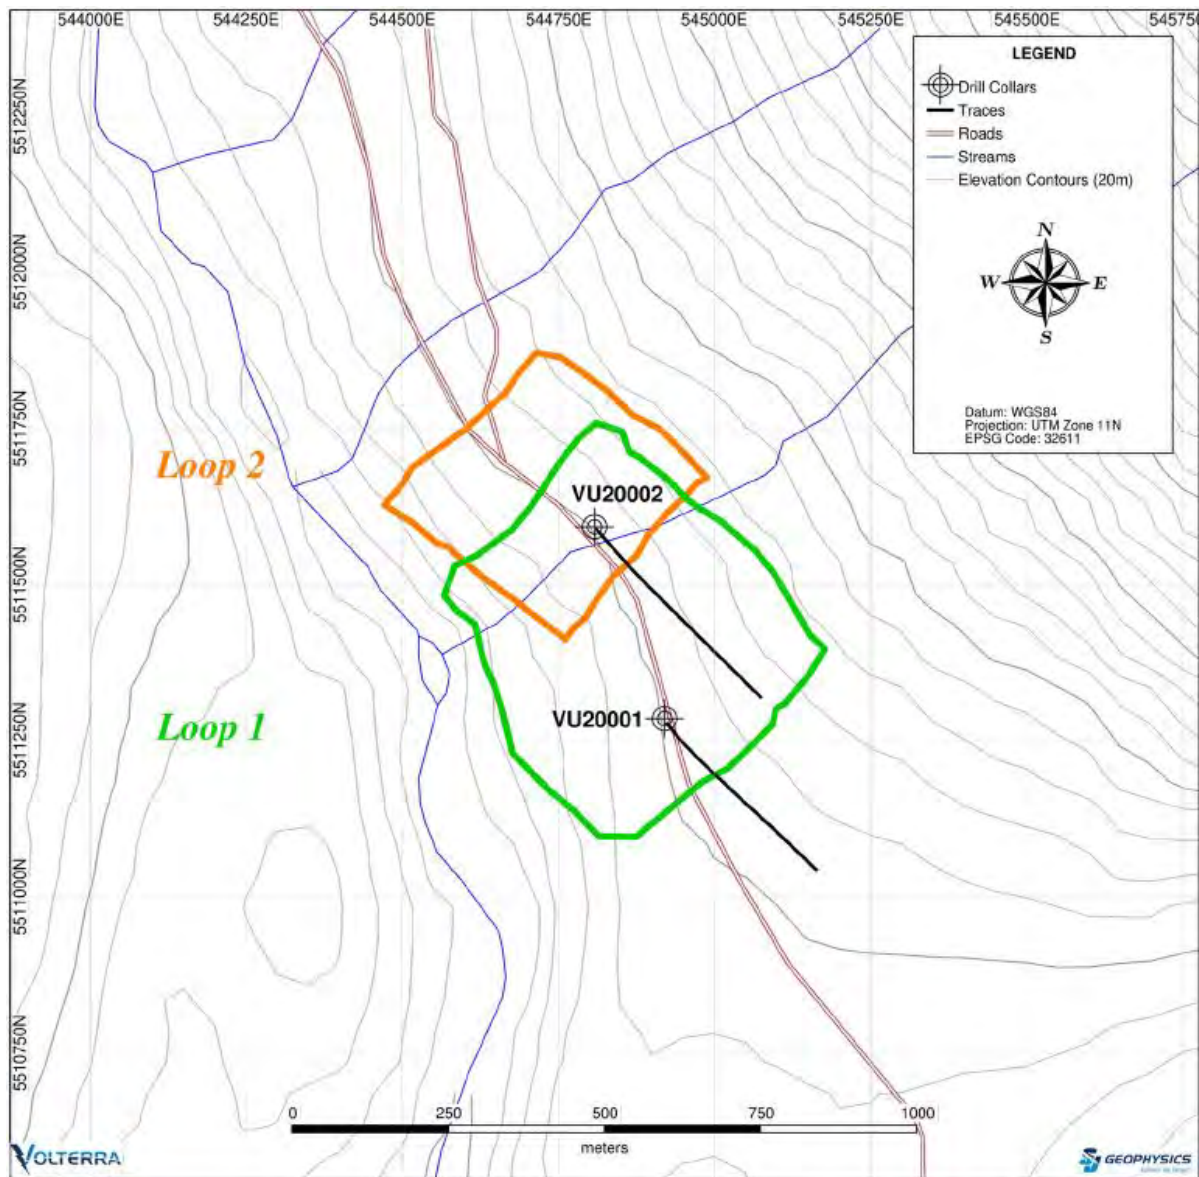 544000E 544250E 544500E 544750E 545000E 545250E 545500E 54575
5512250N
5512000N
5511750N
5511500N
5511250N
5511000N
5510750N
LEGEND
Drill Collars
Traces
Roads
Streams
Elevation Contours (20m)
N
W E
S
Datum: WGS84
Projection: UTM Zone 11N
EPSG Code: 32611
Loop 2
VU20002
Loop 1
VU20001
0 250 500 750 1000
meters
VOLTERRA
GEOPHYSICS